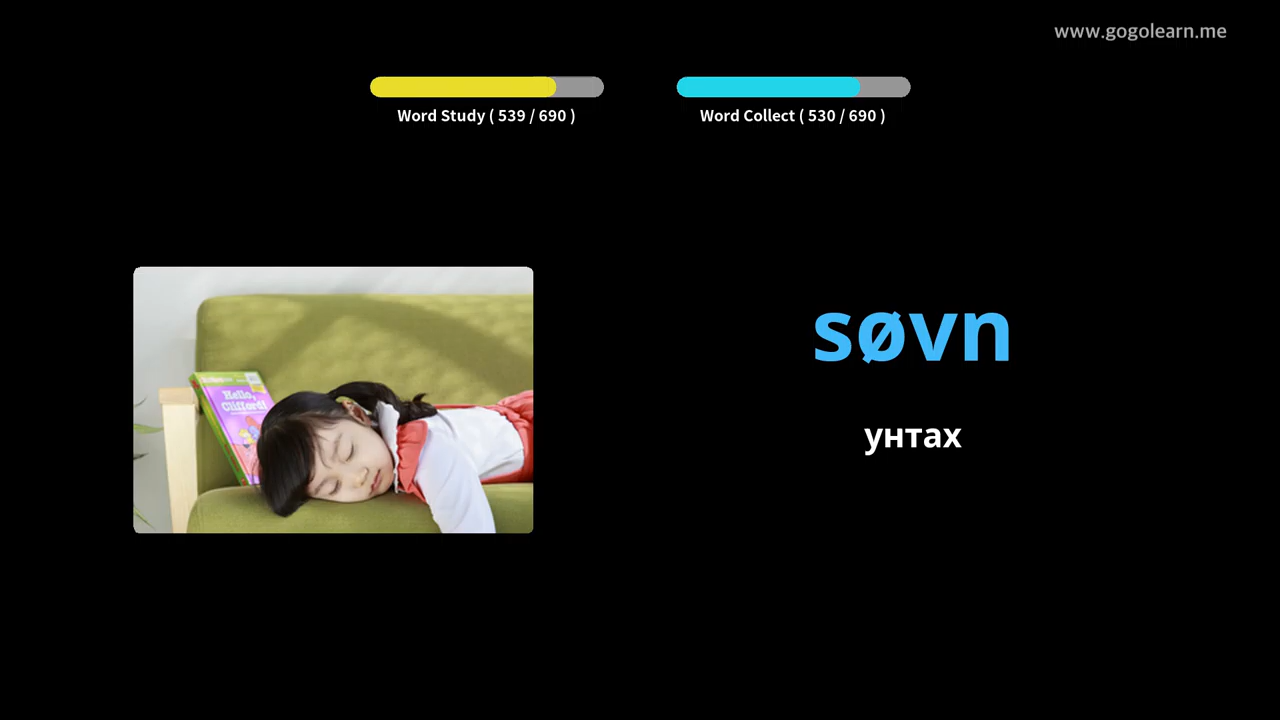 www.gogolearn.me
Word Study ( 539 / 690 )
Word Collect ( 530 / 690 )
søvn
унтах
Hello,
Clifford!